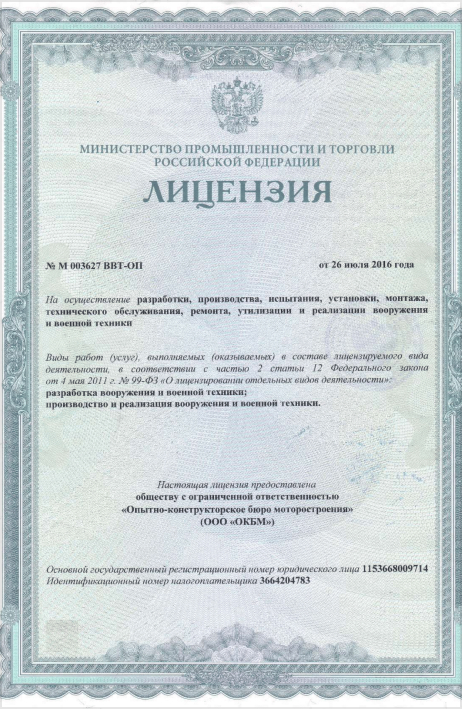 МИНИСТЕРСТВО ПРОМЫШЛЕННОСТИ И ТОРГОВЛИ
РОССИЙСКОЙ ФЕДЕРАЦИИ
ЛИЦЕНЗИЯ
№ М 003627 ВВТ-ОП
от 26 июля 2016 года
На осуществление разработки, производства, испытания, установки, монтажа,
технического обслуживания, ремонта, утилизации и реализации вооружения
и военной техники
Виды работ (услуг), выполняемых (оказываемых) в составе лицензируемого вида
деятельности, в соответствии с частью 2 статьи 12 Федерального закона
от 4 мая 2011 г. № 99-ФЗ «О лицензировании отдельных видов деятельности»:
разработка вооружения и военной техники;
производство и реализация вооружения и военной техники.
Настоящая лицензия предоставлена
обществу с ограниченной ответственностью
«Опытно-конструкторское бюро моторостроения»
(ООО «ОКБМ»)
Основной государственный регистрационный номер юридического лица 1153668009714
Идентификационный номер налогоплательщика 3664204783